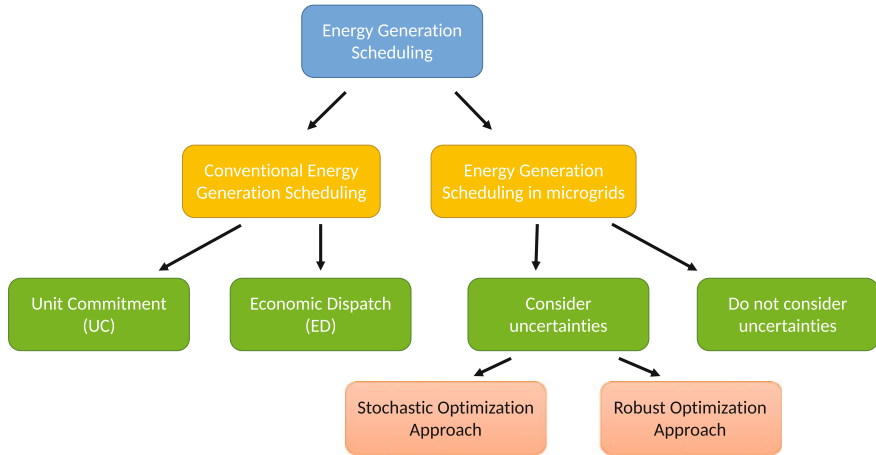 Energy Generation
Scheduling
Conventional Energy
Generation Scheduling
Energy Generation
Scheduling in microgrids
Unit Commitment
(UC)
Economic Dispatch
(ED)
Consider
uncertainties
Do not consider
uncertainties
Stochastic Optimization
Approach
Robust Optimization
Approach